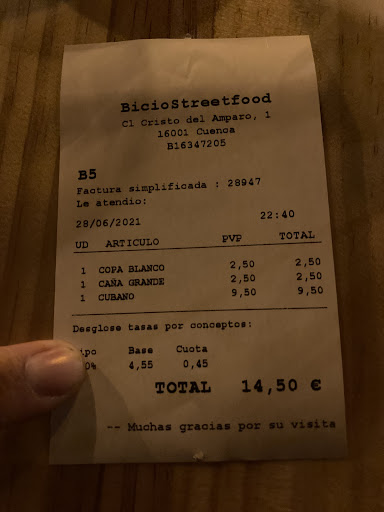 BicioStreetfood
Cl Cristo del Amparo, 1
16001 Cuenca
B16347205
B5
Factura simplificada : 28947
Le atendio:
28/06/2021 22:40
UD ARTICULO PVP TOTAL
1 COPA BLANCO 2,50 2,50
1 CAÑA GRANDE 2,50 2,50
1 CUBANO 9,50 9,50
Desglose tasas por conceptos:
ipo Base Cuota
0% 4,55 0,45
TOTAL 14,50 €
-- Muchas gracias por su visita